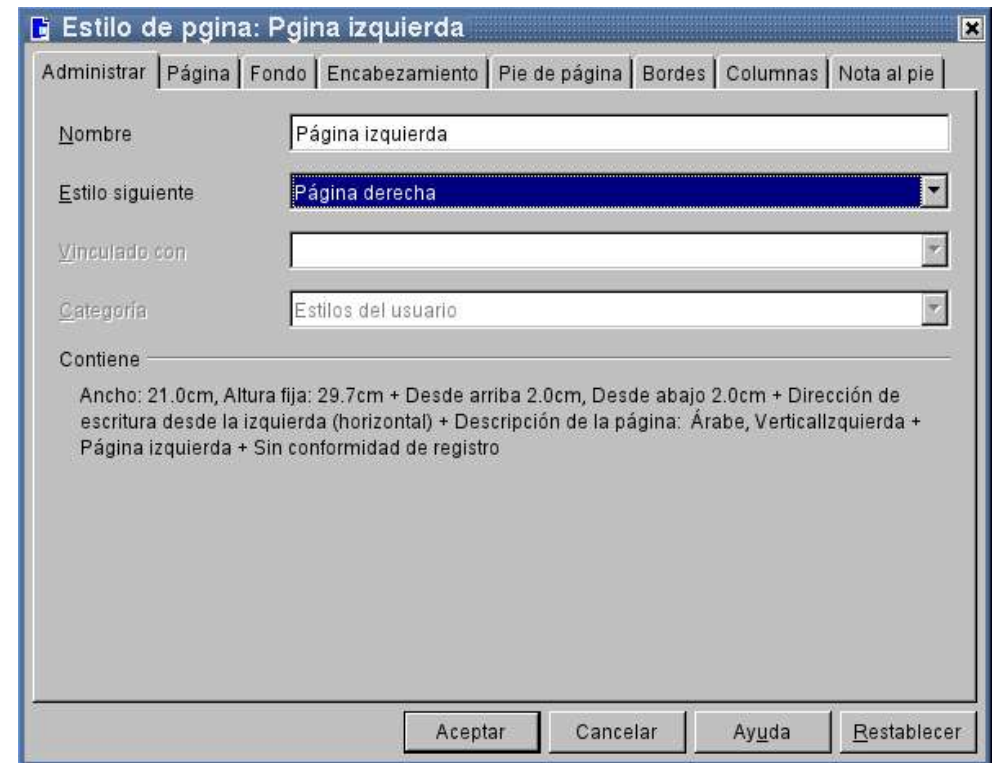 Estilo de pgina: Pgina izquierda
Administrar Página Fondo Encabezamiento Pie de página Bordes Columnas Nota al pie
Nombre Página izquierda
Estilo siguiente Página derecha
Vinculado con
Categoría Estilos del usuario
Contiene
Ancho: 21.0cm, Altura fija: 29.7cm + Desde arriba 2.0cm, Desde abajo 2.0cm + Dirección de
escritura desde la izquierda (horizontal) + Descripción de la página: Árabe, VerticalIzquierda +
Página izquierda + Sin conformidad de registro
Aceptar Cancelar Ayuda Restablecer